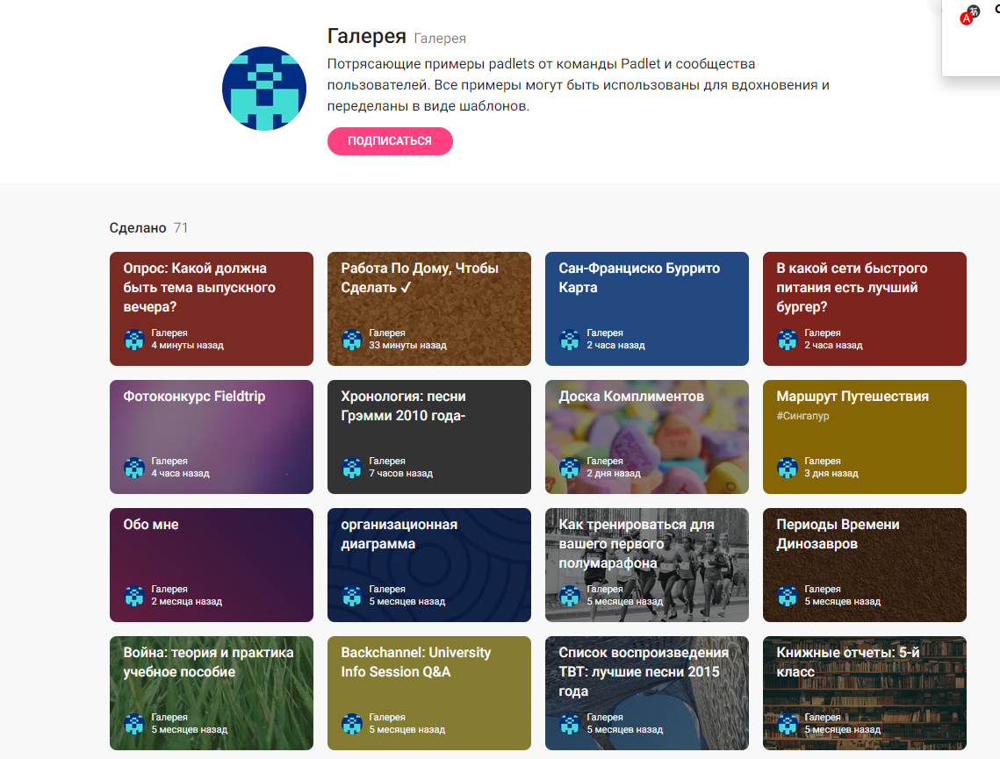 Галерея Галерея
Потрясающие примеры padlets от команды Padlet и сообщества
пользователей. Все примеры могут быть использованы для вдохновения и
переделаны в виде шаблонов.
ПОДПИСАТЬСЯ
Сделано 71
Опрос: Какой должна
быть тема выпускного
вечера?
Галерея
4 минуты назад
Работа По Дому, Чтобы
Сделать ✓
Галерея
33 минуты назад
Сан-Франциско Буррито
Карта
Галерея
2 часа назад
В какой сети быстрого
питания есть лучший
бургер?
Галерея
2 часа назад
Фотоконкурс Fieldtrip
Галерея
4 часа назад
Хронология: песни
Грэмми 2010 года-
Галерея
7 часов назад
Доска Комплиментов
Галерея
2 дня назад
Маршрут Путешествия
#Сингапур
Галерея
3 дня назад
Обо мне
Галерея
2 месяца назад
организационная
диаграмма
Галерея
5 месяцев назад
Как тренироваться для
вашего первого
полумарафона
Галерея
5 месяцев назад
Периоды Времени
Динозавров
Галерея
5 месяцев назад
Война: теория и практика
учебное пособие
Галерея
5 месяцев назад
Backchannel: University
Info Session Q&A
Галерея
5 месяцев назад
Список воспроизведения
ТВТ: лучшие песни 2015
года
Галерея
5 месяцев назад
Книжные отчеты: 5-й
класс
Галерея
5 месяцев назад